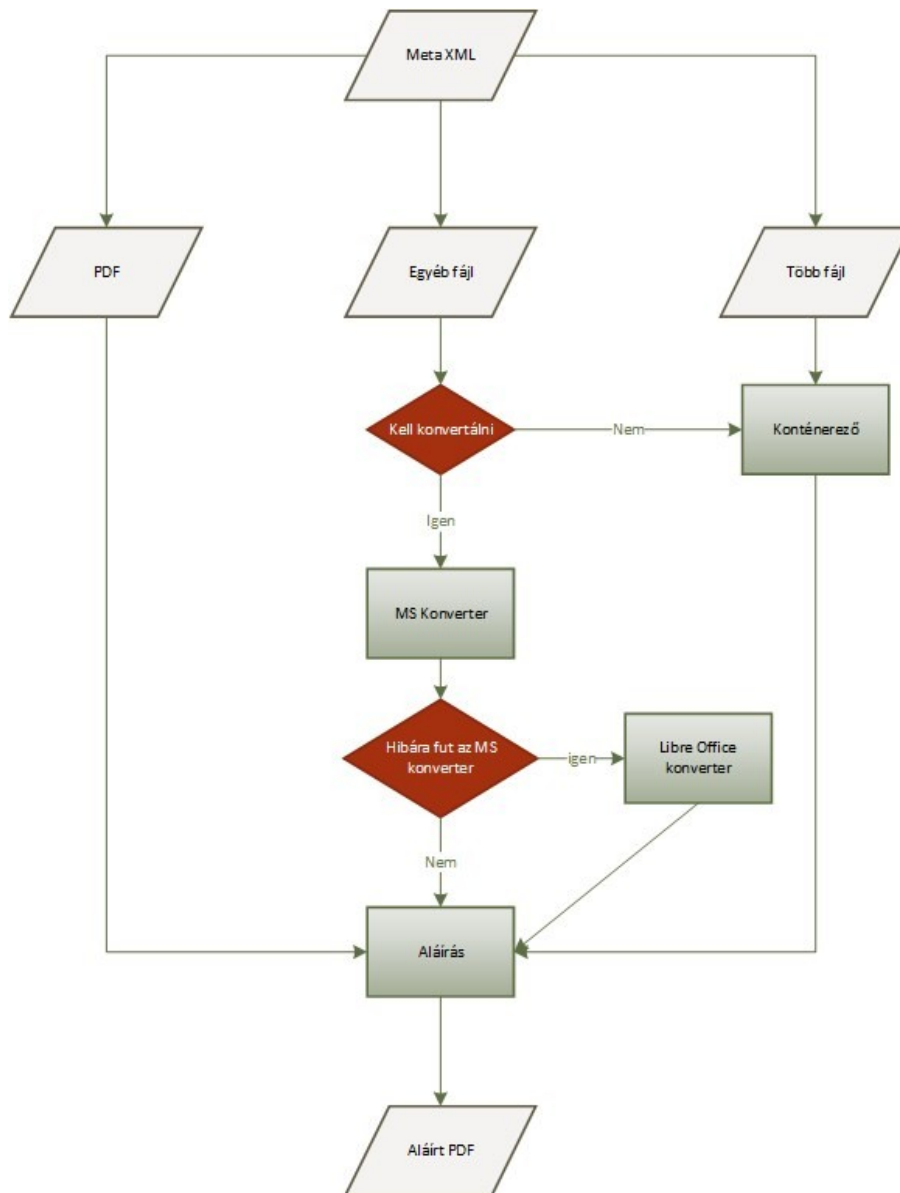 Meta XML
PDF
Egyéb fájl
Több fájl
Kell konvertálni
Nem
Konténerező
Igen
MS Konverter
Hibára fut az MS
konverter
igen
Libre Office
konverter
Nem
Aláírás
Aláírt PDF